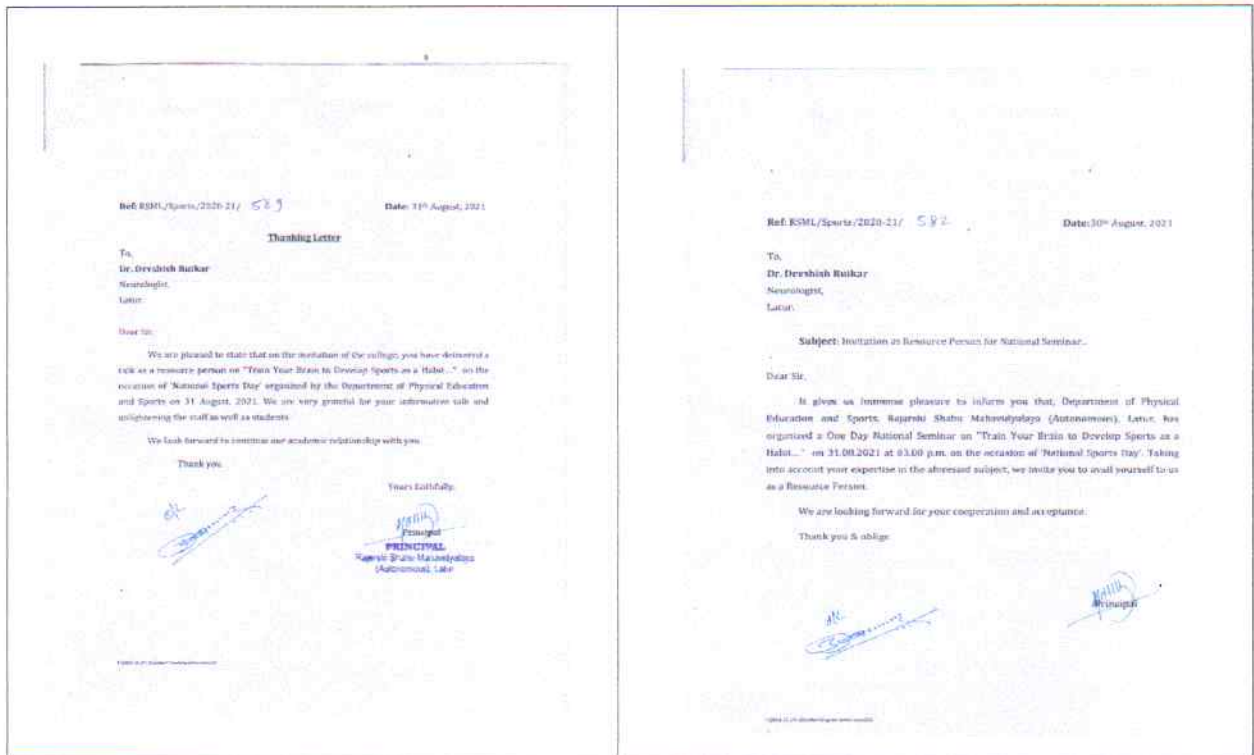 Ref: RSML/Sports/2020-21/ 589
Date: 31st August, 2021
Thanking Letter
To,
Dr. Devshish Ruikar
Neurologist,
Latur.
Dear Sir,
We are pleased to state that on the invitation of the college, you have delivered a
talk as a resource person on "Train Your Brain to Develop Sports as a Habit..." on the
occasion of 'National Sports Day' organized by the Department of Physical Education
and Sports on 31 August, 2021. We are very grateful for your informative talk and
enlightening the staff as well as students.
We look forward to continue our academic relationship with you.
Thank you.
Yours faithfully,
Principal
PRINCIPAL
Rajarshi Shahu Mahavidyalaya
(Autonomous), Latur
Ref: RSML/Sports/2020-21/ 582
Date:30th August, 2021
To,
Dr. Devshish Ruikar
Neurologist,
Latur.
Subject: Invitation as Resource Person for National Seminar..
Dear Sir,
It gives us immense pleasure to inform you that, Department of Physical
Education and Sports, Rajarshi Shahu Mahavidyalaya (Autonomous), Latur, has
organized a One Day National Seminar on "Train Your Brain to Develop Sports as a
Habit..." on 31.08.2021 at 03.00 p.m. on the occasion of 'National Sports Day'. Taking
into account your expertise in the aforesaid subject, we invite you to avail yourself to us
as a Resource Person.
We are looking forward for your cooperation and acceptance.
Thank you & oblige
Principal